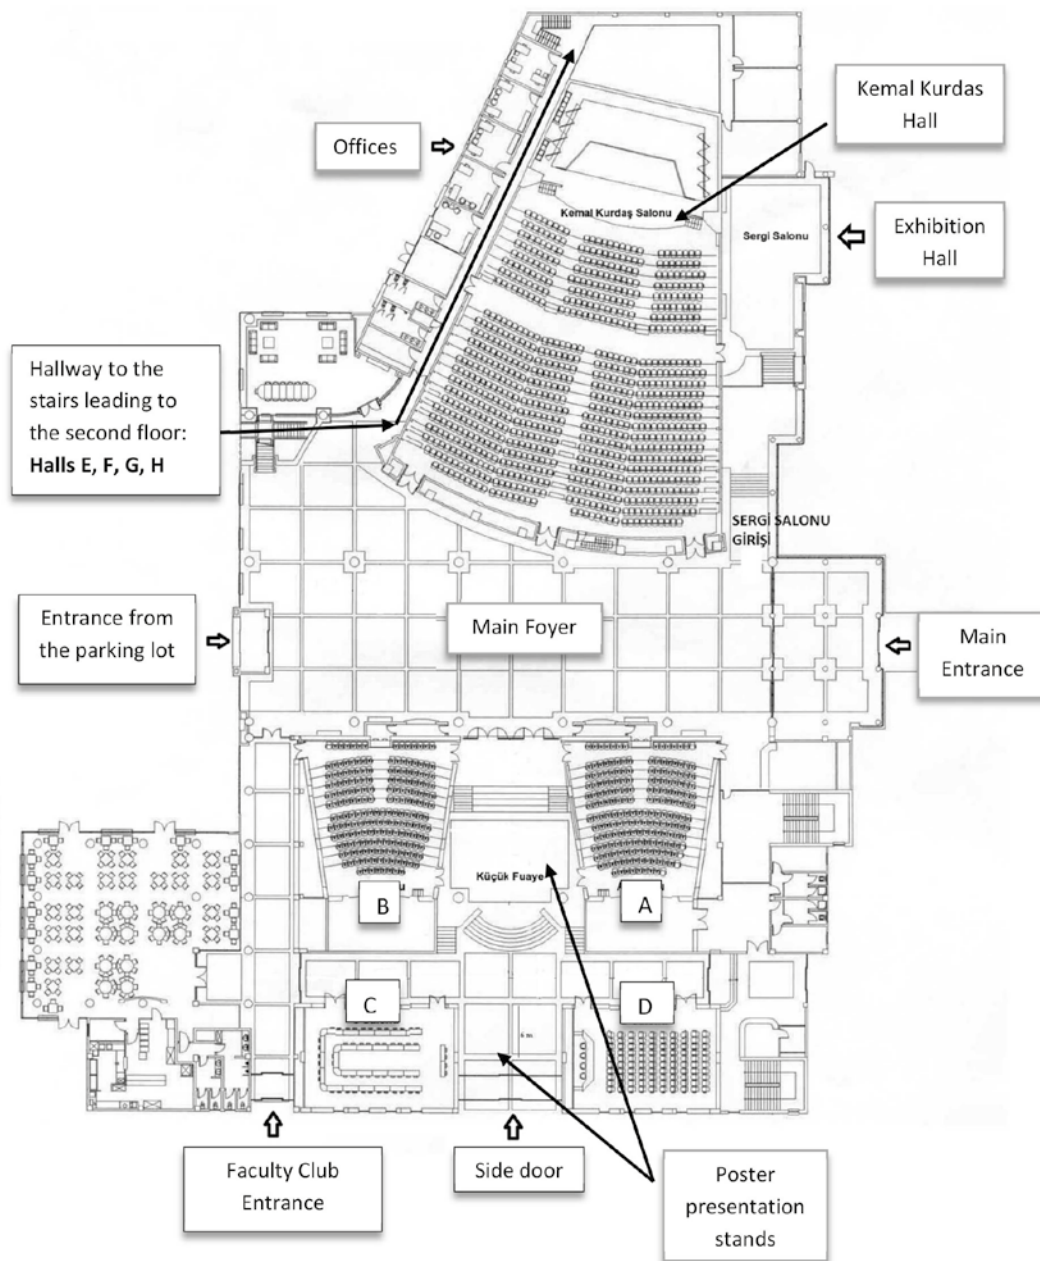 Kemal Kurdas
Hall
Offices
Kemal Kurdaş Salonu
Sergi Salonu
Exhibition
Hall
Hallway to the
stairs leading to
the second floor:
Halls E, F, G, H
SERGİ SALONU
GİRİŞİ
Entrance from
the parking lot
Main Foyer
Main
Entrance
Küçük Fuaye
B
A
C
D
6 m
Faculty Club
Entrance
Side door
Poster
presentation
stands